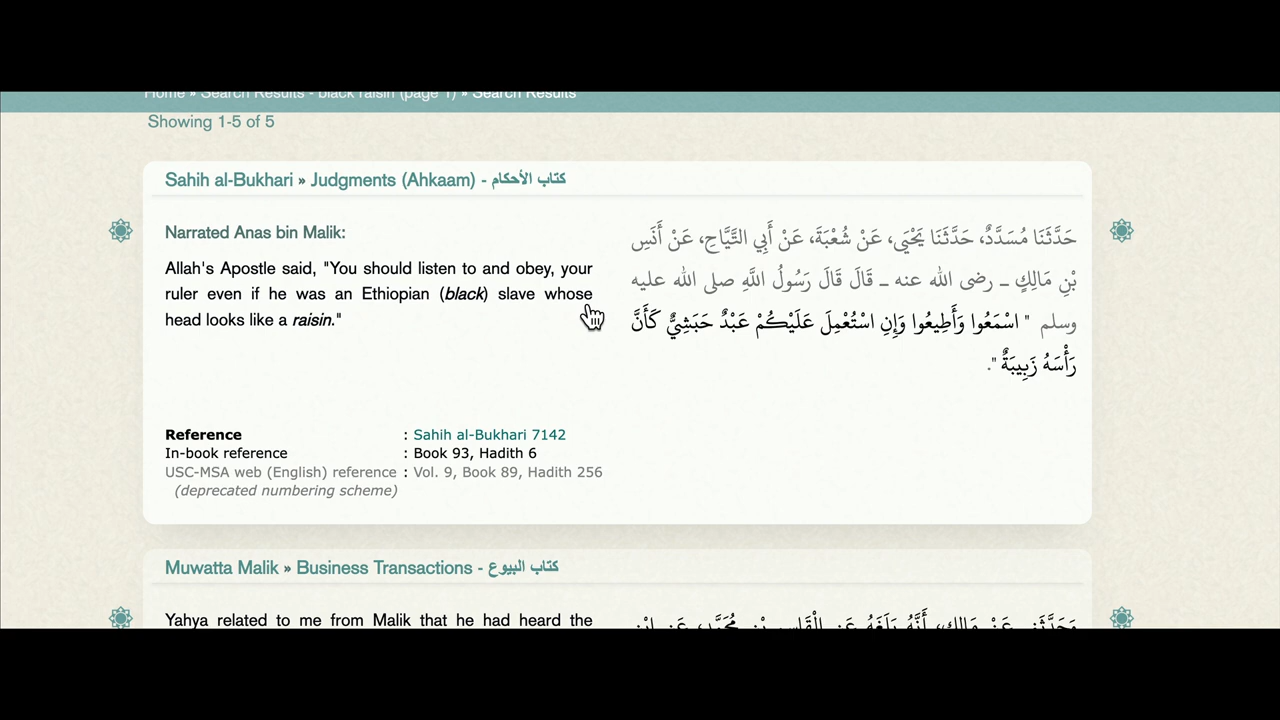 Home » Search Results - black raisin (page 1) » Search Results
Showing 1-5 of 5
Sahih al-Bukhari » Judgments (Ahkaam) - كتاب الأحكام
Narrated Anas bin Malik:
Allah's Apostle said, "You should listen to and obey, your
ruler even if he was an Ethiopian (black) slave whose
head looks like a raisin."
حَدَّثَنَا مُسَدَّدٌ، حَدَّثَنَا يَحْيَى، عَنْ شُعْبَةَ، عَنْ أَبِي التَّيَّاحِ، عَنْ أَنَسِ
بْنِ مَالِكٍ ـ رضى الله عنه ـ قَالَ قَالَ رَسُولُ اللَّهِ صلى الله عليه
وسلم " اسْمَعُوا وَأَطِيعُوا وَإِنِ اسْتُعْمِلَ عَلَيْكُمْ عَبْدٌ حَبَشِيٌّ كَأَنَّ
رَأْسَهُ زَبِيبَةٌ ".
Reference : Sahih al-Bukhari 7142
In-book reference : Book 93, Hadith 6
USC-MSA web (English) reference : Vol. 9, Book 89, Hadith 256
(deprecated numbering scheme)
Muwatta Malik » Business Transactions - كتاب البيوع
Yahya related to me from Malik that he had heard the
وَحَدَّثَنِي عَنْ مَالِكٍ، أَنَّهُ بَلَغَهُ عَنِ الْقَاسِمِ بْنِ مُحَمَّدٍ، عَنِ ابْنِ